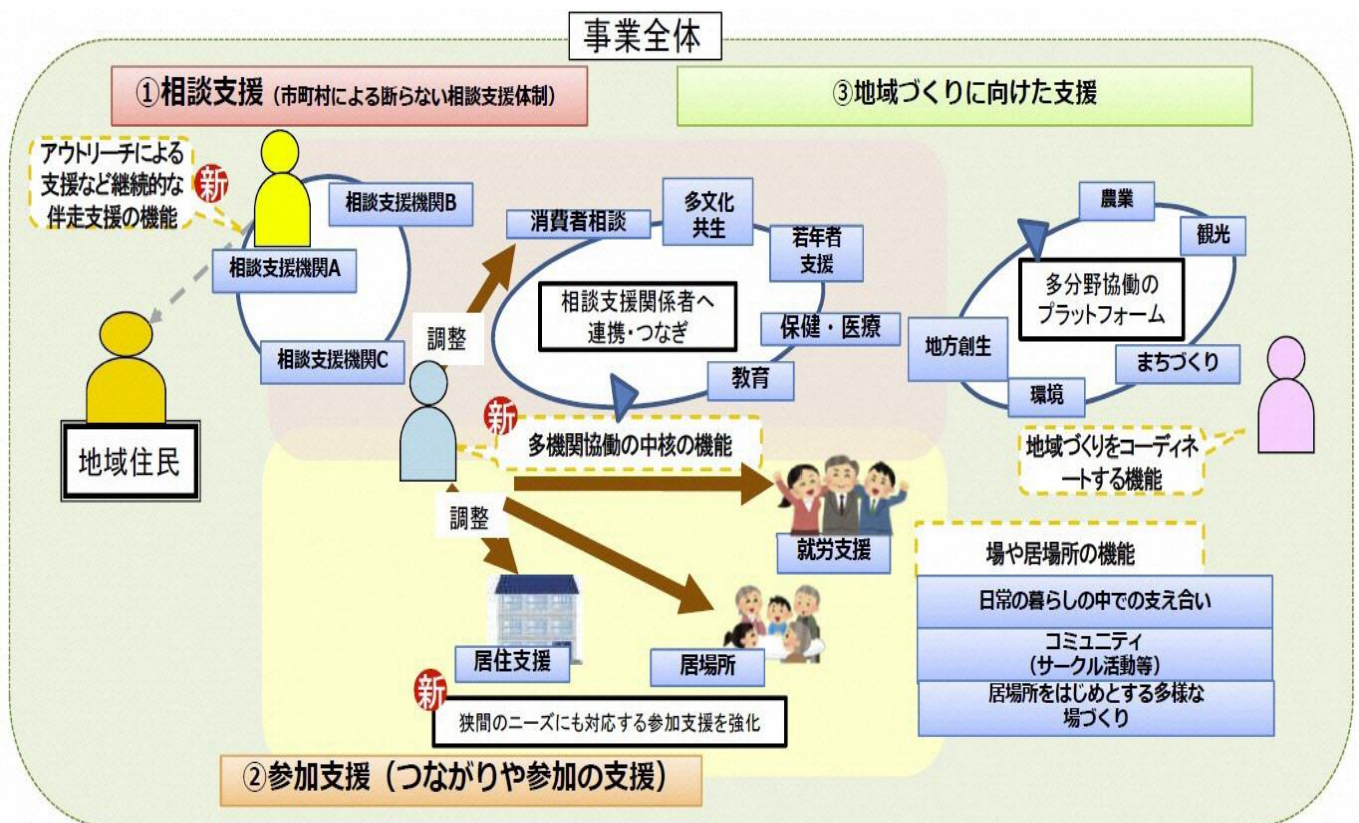 事業全体
①相談支援(市町村による断らない相談支援体制)
③地域づくりに向けた支援
アウトリーチによる
支援など継続的な
伴走支援の機能
新
相談支援機関B
相談支援機関A
相談支援機関C
地域住民
調整
消費者相談
多文化
共生
若年者
支援
保健・医療
教育
相談支援関係者へ
連携・つなぎ
新
多機関協働の中核の機能
農業
観光
多分野協働の
プラットフォーム
地方創生
まちづくり
環境
地域づくりをコーディネ
ートする機能
調整
就労支援
居住支援
居場所
新
狭間のニーズにも対応する参加支援を強化
②参加支援(つながりや参加の支援)
場や居場所の機能
日常の暮らしの中での支え合い
コミュニティ
(サークル活動等)
居場所をはじめとする多様な
場づくり